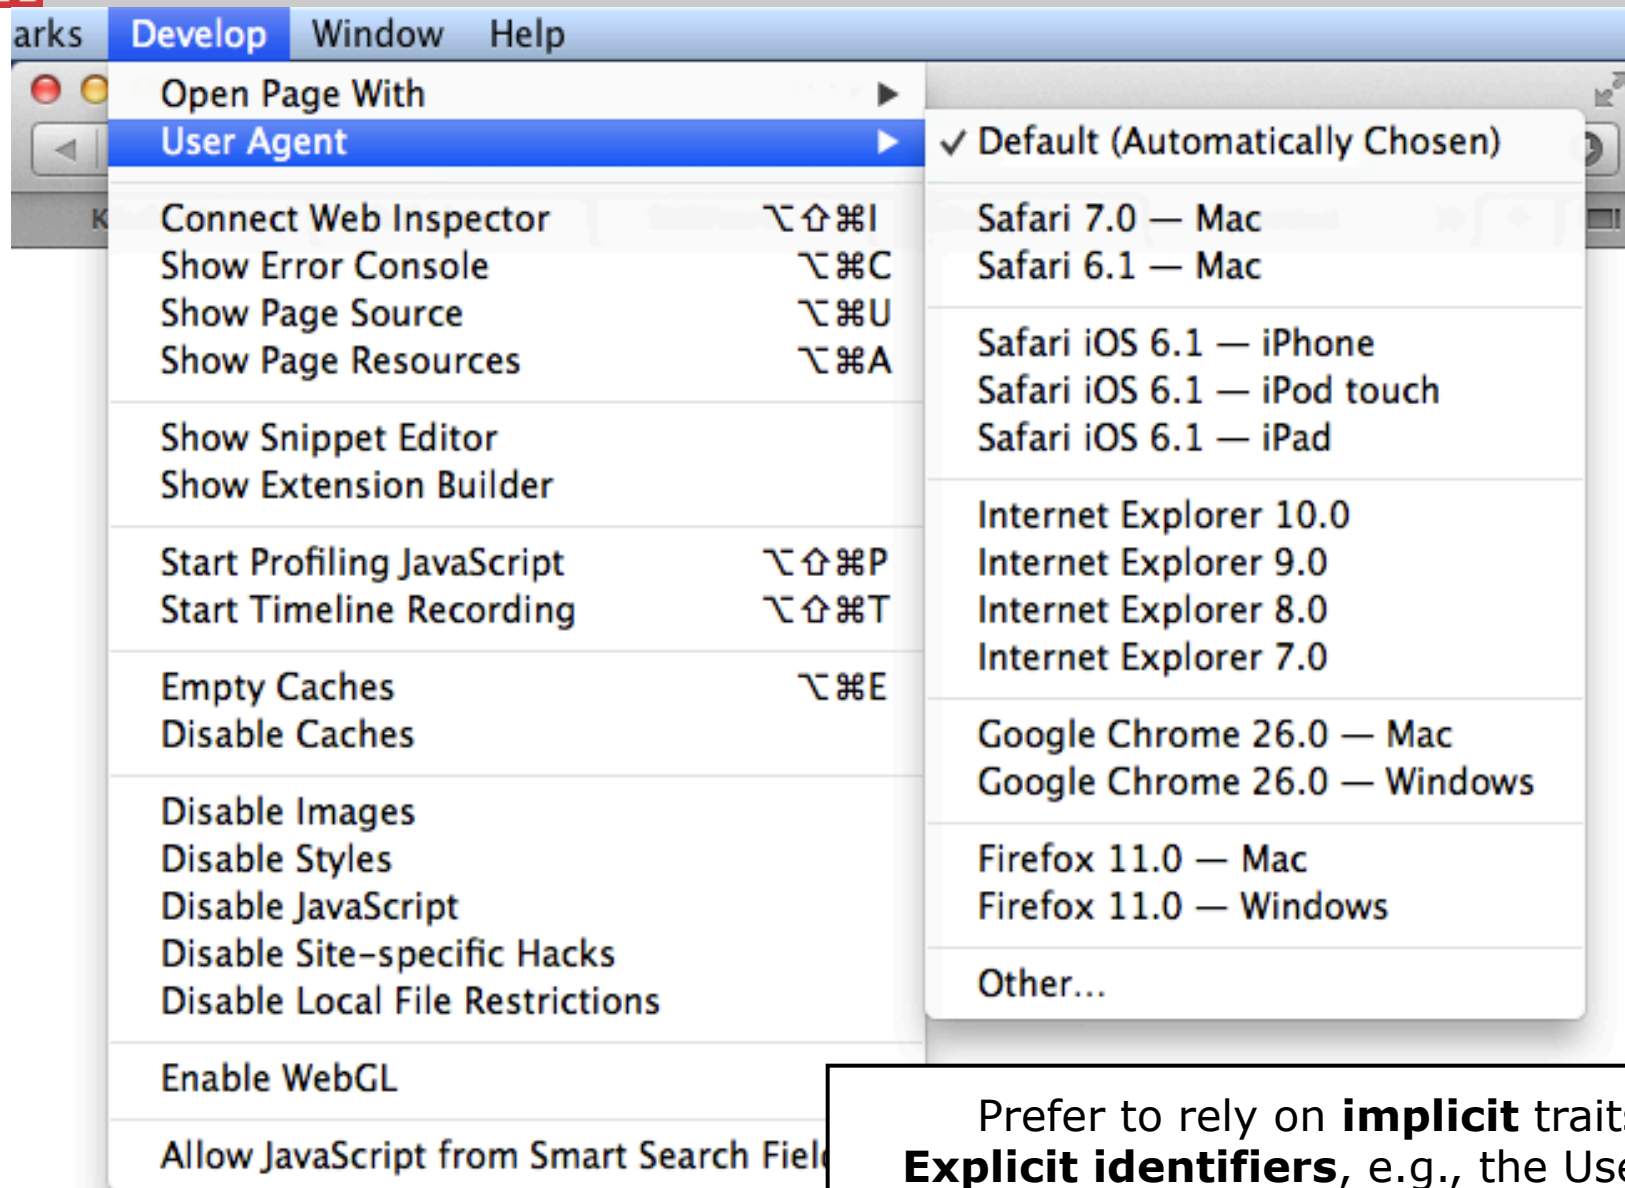 arks Develop Window Help
Open Page With
User Agent
Connect Web Inspector ⌥⇧⌘I
Show Error Console ⌥⌘C
Show Page Source ⌥⌘U
Show Page Resources ⌥⌘A
Show Snippet Editor
Show Extension Builder
Start Profiling JavaScript ⌥⇧⌘P
Start Timeline Recording ⌥⇧⌘T
Empty Caches ⌥⌘E
Disable Caches
Disable Images
Disable Styles
Disable JavaScript
Disable Site-specific Hacks
Disable Local File Restrictions
Enable WebGL
Allow JavaScript from Smart Search Field
✓ Default (Automatically Chosen)
Safari 7.0 — Mac
Safari 6.1 — Mac
Safari iOS 6.1 — iPhone
Safari iOS 6.1 — iPod touch
Safari iOS 6.1 — iPad
Internet Explorer 10.0
Internet Explorer 9.0
Internet Explorer 8.0
Internet Explorer 7.0
Google Chrome 26.0 — Mac
Google Chrome 26.0 — Windows
Firefox 11.0 — Mac
Firefox 11.0 — Windows
Other...
Prefer to rely on implicit traits
Explicit identifiers, e.g., the Use